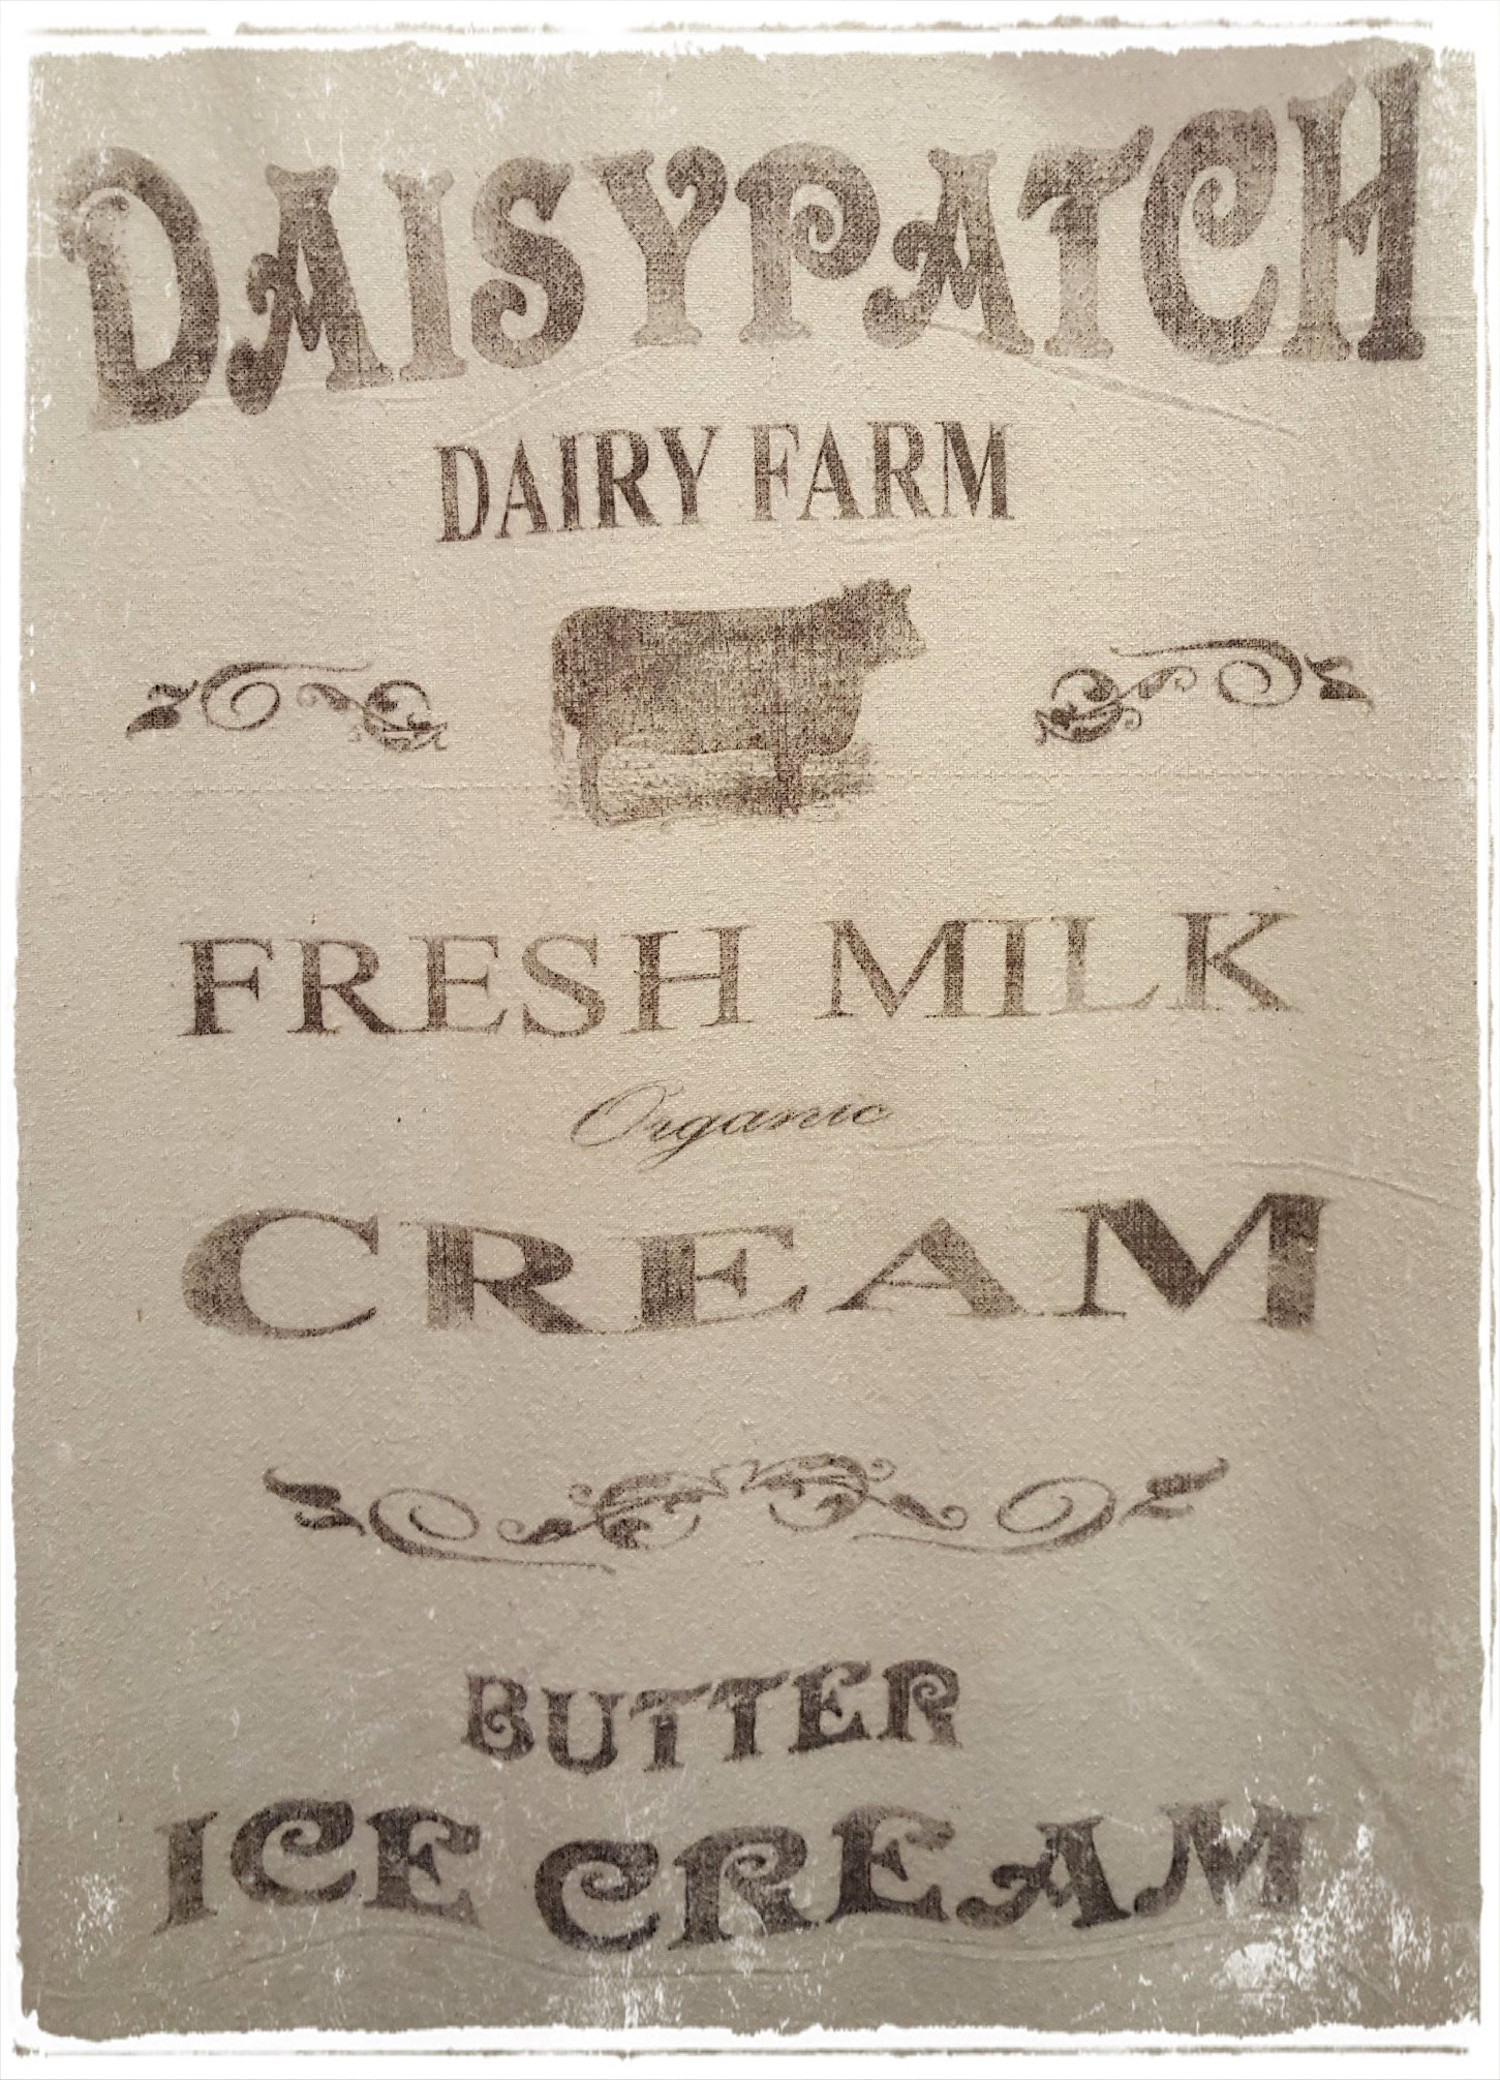 DAISYPATCH
DAIRY FARM
FRESH MILK
Organic
CREAM
BUTTER
ICE CREAM